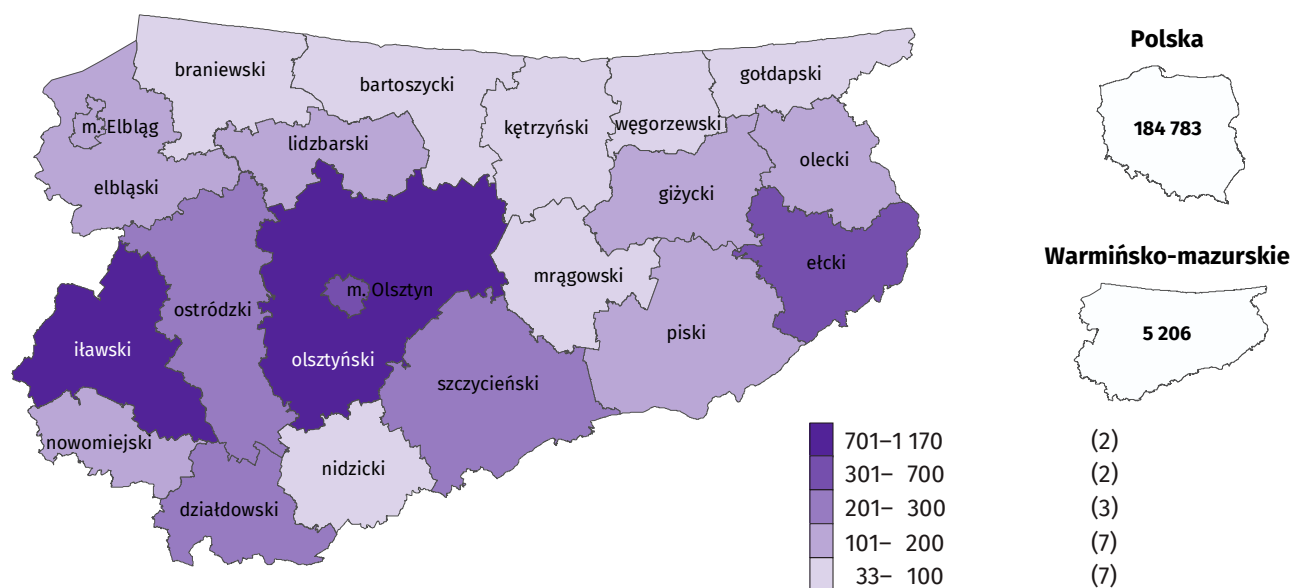 braniewski
bartoszycki
gołdapski
m. Elbląg
kętrzyński
węgorzewski
lidzbarski
olecki
elbląski
giżycki
ełcki
mrągowski
m. Olsztyn
ostródzki
piski
iławski
olsztyński
szczycieński
nowomiejski
nidzicki
działdowski
Polska
184 783
Warmińsko-mazurskie
5 206
701–1 170 (2)
301– 700 (2)
201– 300 (3)
101– 200 (7)
33– 100 (7)